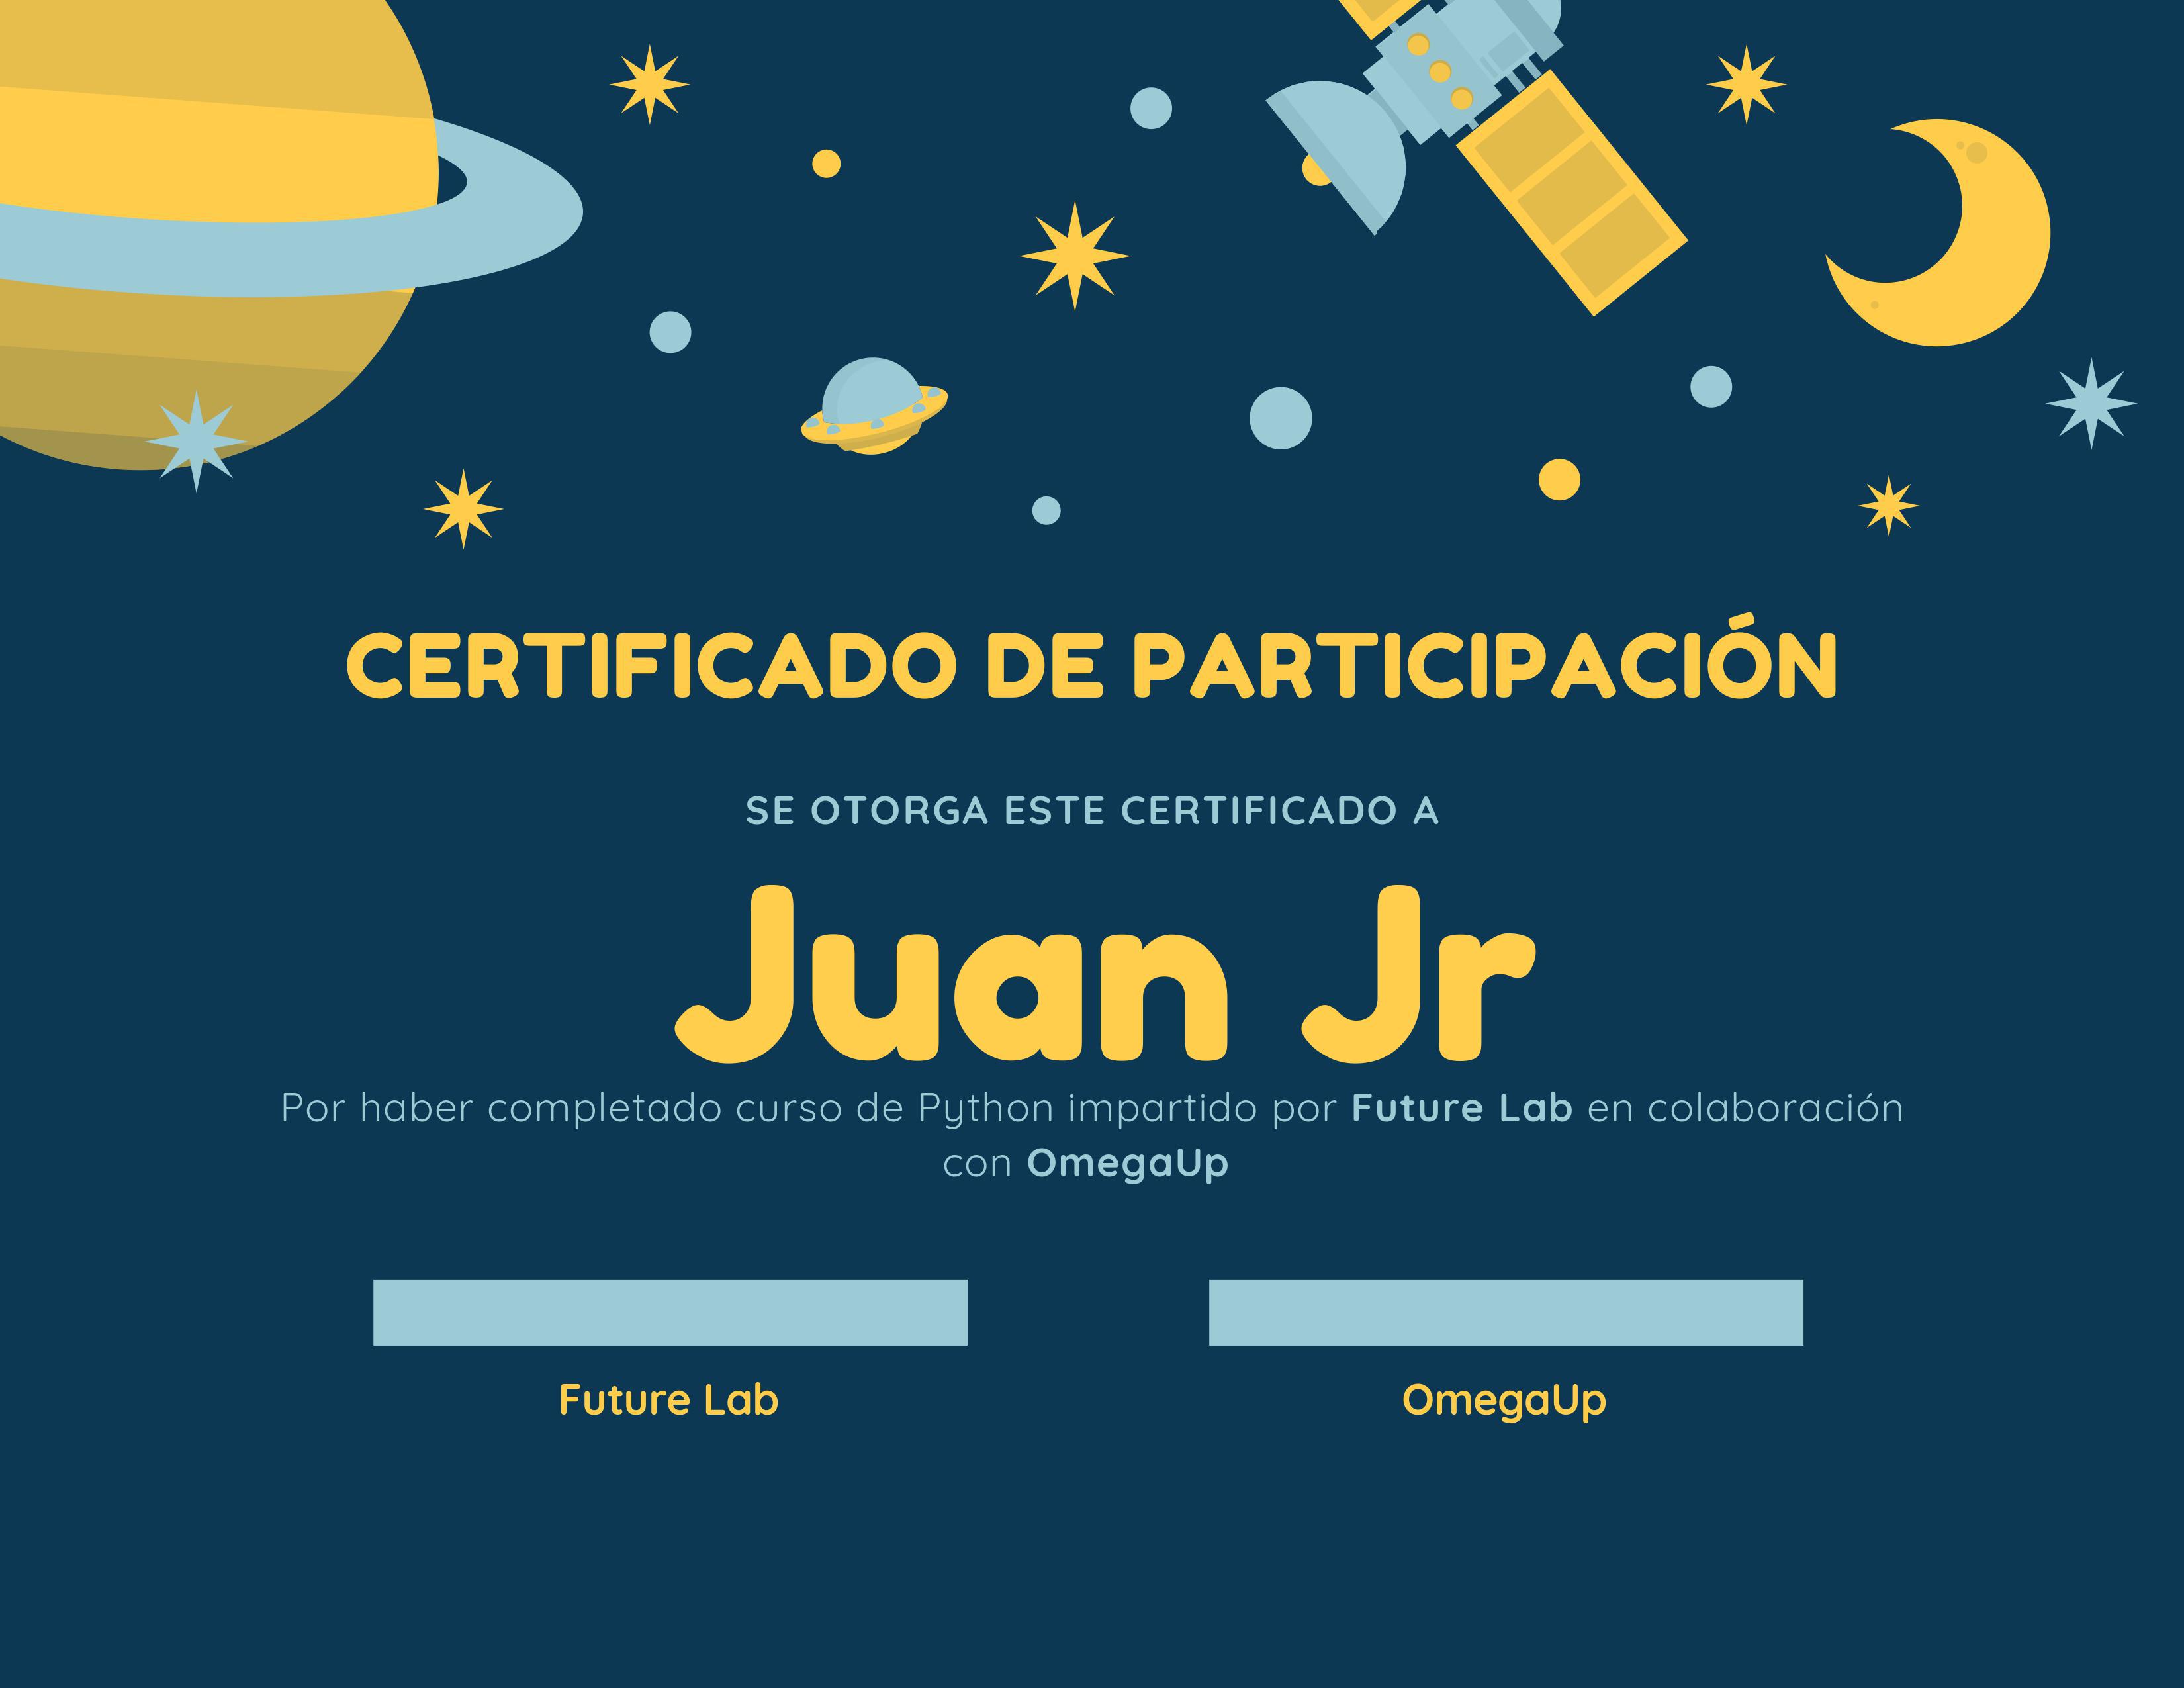 CERTIFICADO DE PARTICIPACIÓN
SE OTORGA ESTE CERTIFICADO A
Juan Jr
Por haber completado curso de Python impartido por Future Lab en colaboración
con OmegaUp
Future Lab
OmegaUp